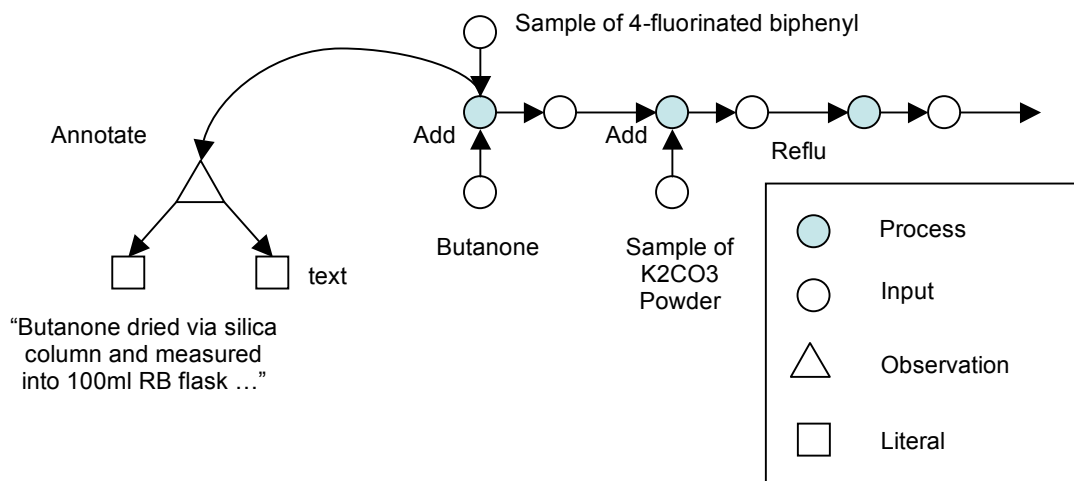 Sample of 4-fluorinated biphenyl
Annotate
Add
Add
Reflu
Butanone
Sample of
K2CO3
Powder
text
“Butanone dried via silica
column and measured
into 100ml RB flask …”
Process
Input
Observation
Literal